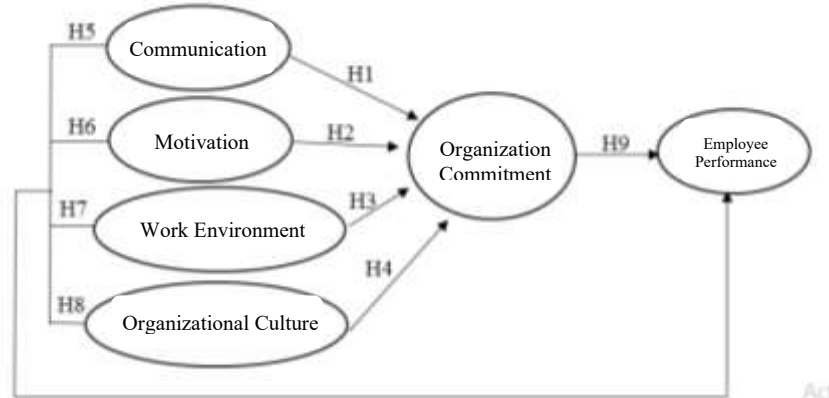 H5
Communication
H1
H6
Motivation
H2
Organization
Commitment
H9
Employee
Performance
H7
Work Environment
H3
H8
Organizational Culture
H4